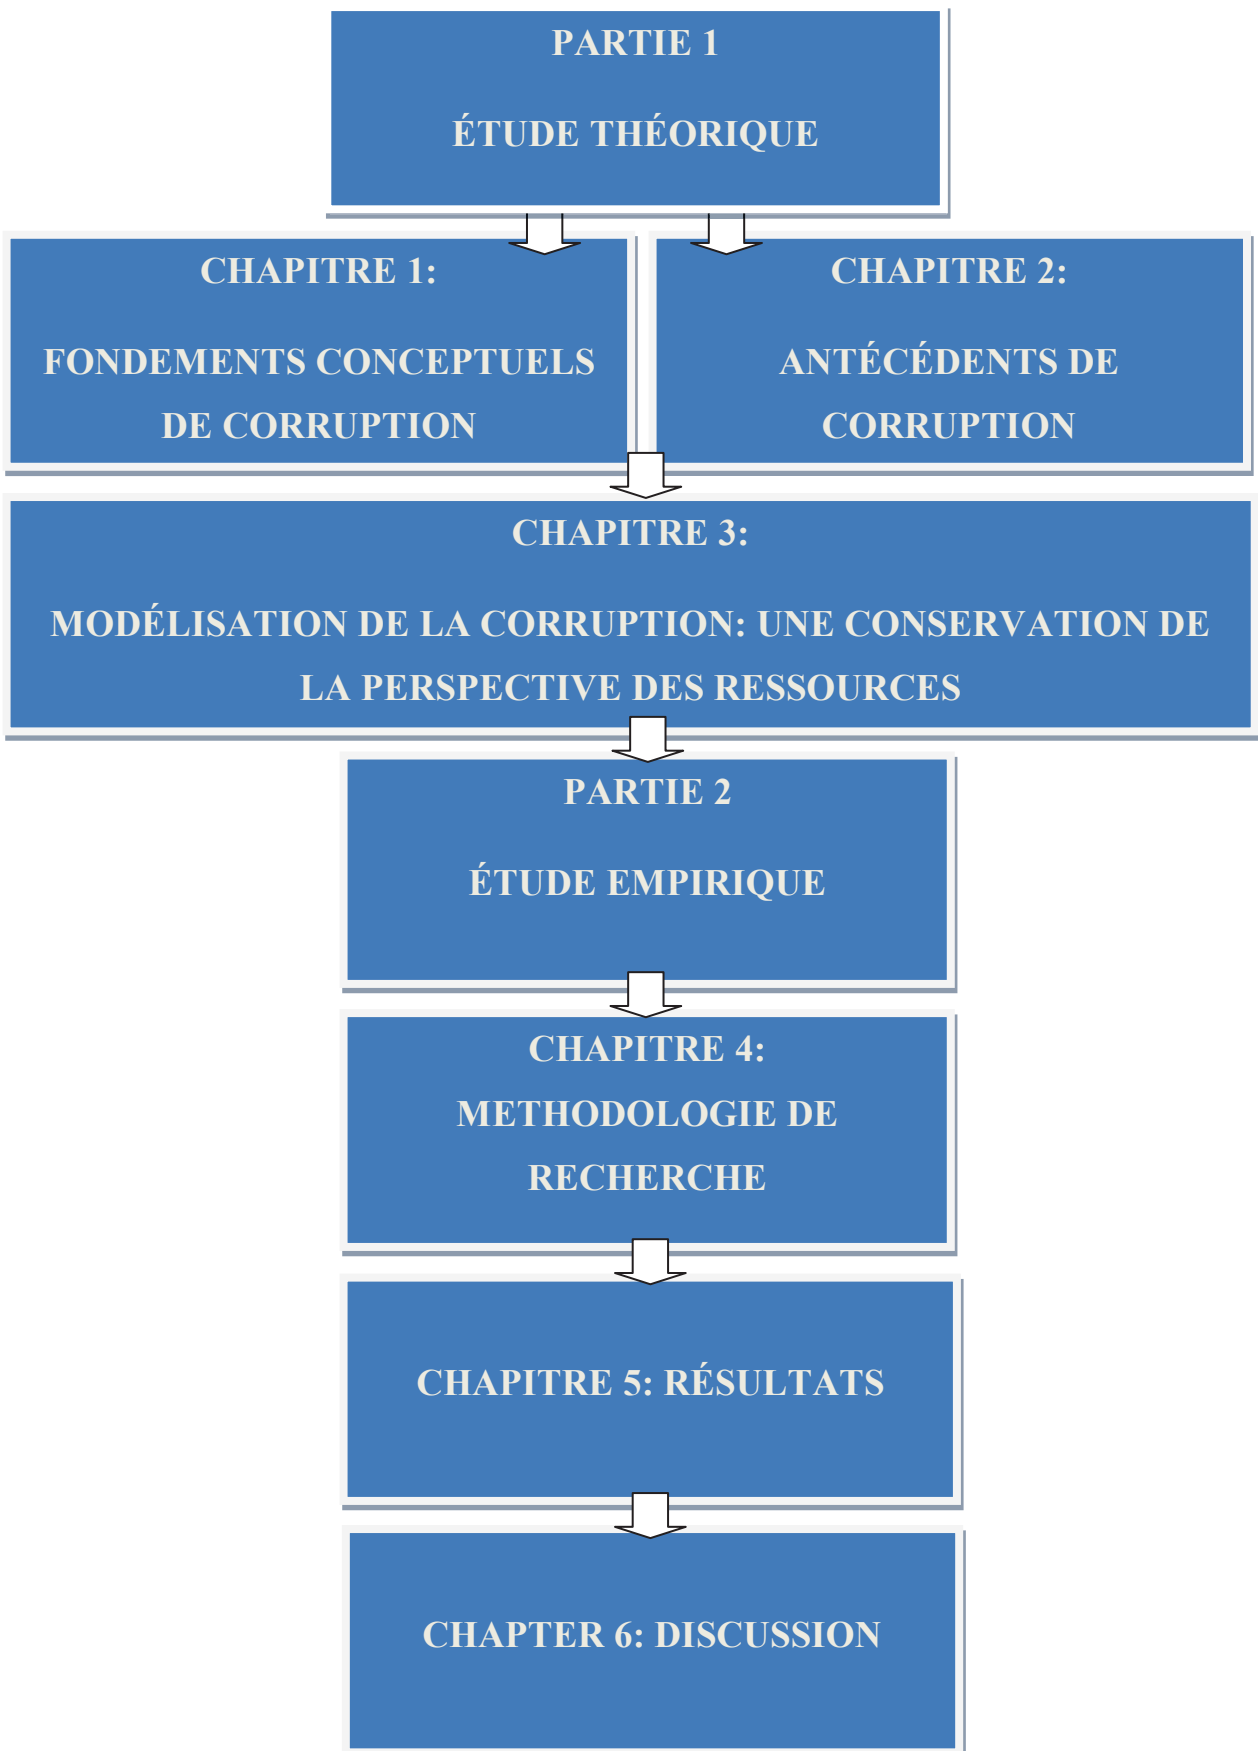 PARTIE 1
ÉTUDE THÉORIQUE
CHAPITRE 1:
FONDEMENTS CONCEPTUELS
DE CORRUPTION
CHAPITRE 2:
ANTÉCÉDENTS DE
CORRUPTION
CHAPITRE 3:
MODÉLISATION DE LA CORRUPTION: UNE CONSERVATION DE
LA PERSPECTIVE DES RESSOURCES
PARTIE 2
ÉTUDE EMPIRIQUE
CHAPITRE 4:
METHODOLOGIE DE
RECHERCHE
CHAPITRE 5: RÉSULTATS
CHAPTER 6: DISCUSSION